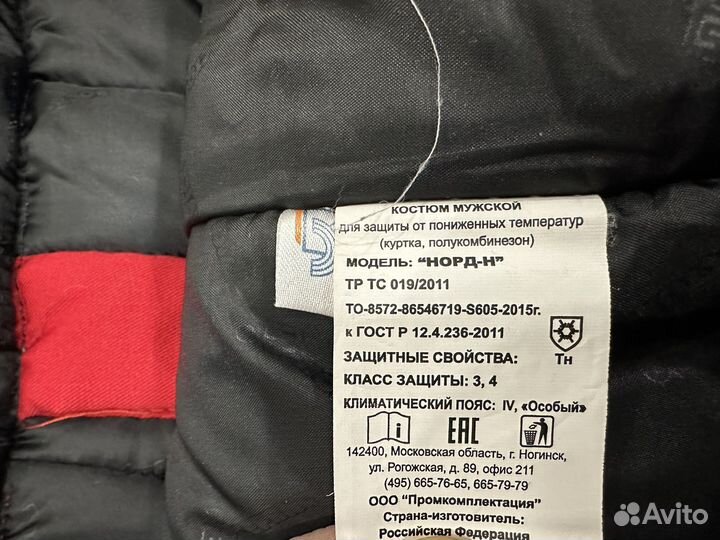 КОСТЮМ МУЖСКОЙ
для защиты от пониженных температур
(куртка, полукомбинезон)
МОДЕЛЬ: "НОРД-Н"
ТР ТС 019/2011
ТО-8572-86546719-S605-2015г.
к ГОСТ Р 12.4.236-2011
ЗАЩИТНЫЕ СВОЙСТВА:
Тн
КЛАСС ЗАЩИТЫ: 3, 4
КЛИМАТИЧЕСКИЙ ПОЯС: IV, «Особый»
ЕАС
142400, Московская область, г. Ногинск,
ул. Рогожская, д. 89, офис 211
(495) 665-76-65, 665-79-79
ООО "Промкомплектация"
Страна-изготовитель:
Российская Федерация
Avito